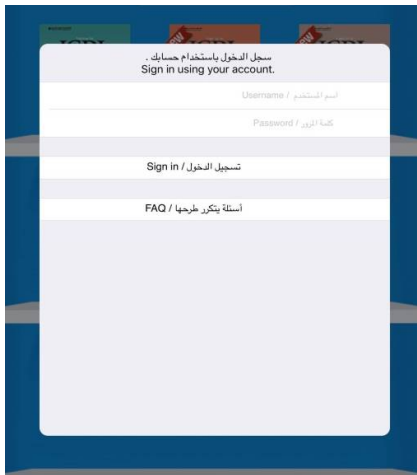 سجل الدخول باستخدام حسابك .
Sign in using your account.
اسم المستخدم / Username
كلمة المرور / Password
تسجيل الدخول / Sign in
أسئلة يتكرر طرحها / FAQ